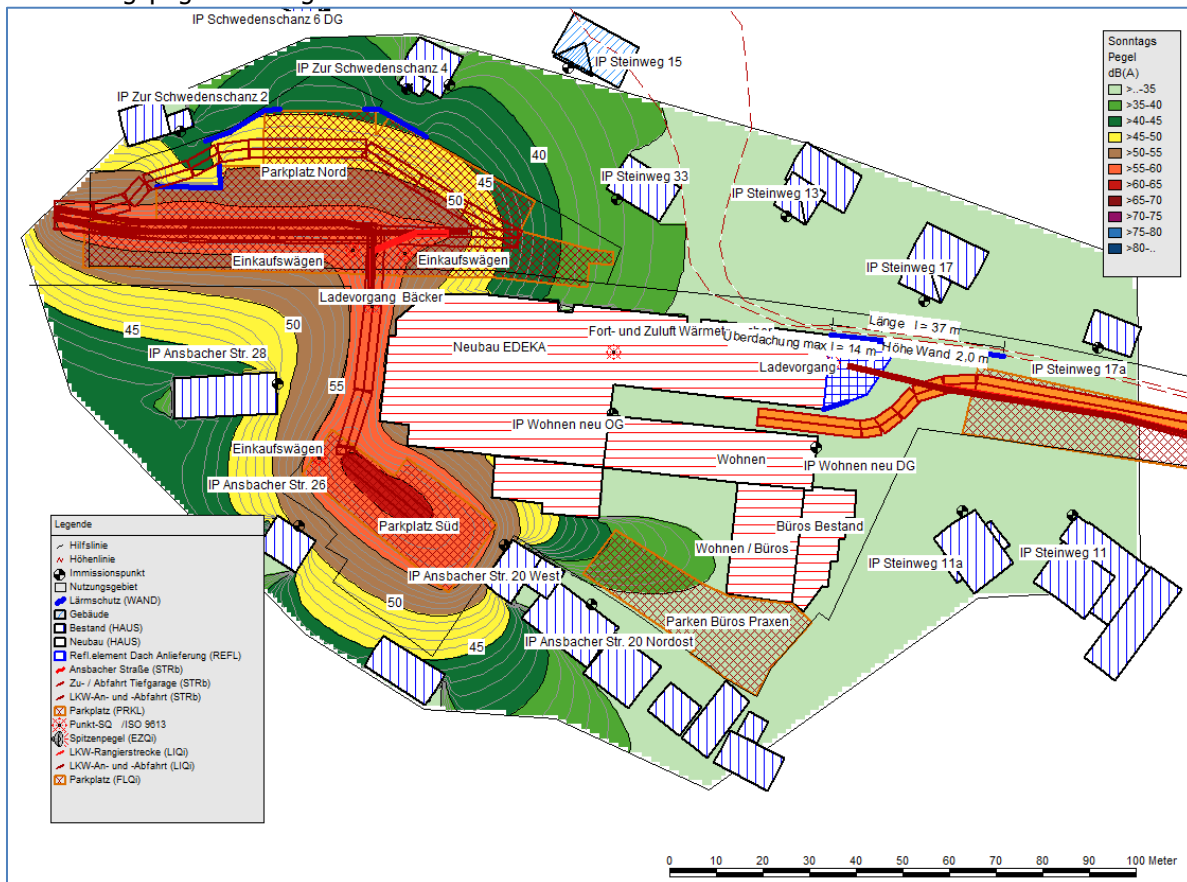 IP Schwedenschanz 6 DG
IP Zur Schwedenschanz 4
IP Steinweg 15
IP Zur Schwedenschanz 2
40
Parkplatz Nord
IP Steinweg 33
IP Steinweg 13
45
50
Einkaufswägen
Einkaufswägen
IP Steinweg 17
Ladevorgang Bäcker
Länge l = 37 m
45
50
Fort- und Zuluft
Neubau EDEKA
Überdachung max l = 14 m
Höhe Wand 2,0 m
IP Ansbacher Str. 28
Ladevorgang
IP Steinweg 17a
55
IP Wohnen neu OG
Einkaufswägen
Wohnen
IP Wohnen neu DG
IP Ansbacher Str. 26
Parkplatz Süd
Büros Bestand
Wohnen / Büros
IP Steinweg 11
IP Steinweg 11a
IP Ansbacher Str. 20 West
50
Parken Büros Praxen
IP Ansbacher Str. 20 Nordost
45
Sonntags
Pegel
dB(A)
>..-35
>35-40
>40-45
>45-50
>50-55
>55-60
>60-65
>65-70
>70-75
>75-80
>80-..
Legende
Hilfslinie
Höhenlinie
Immissionspunkt
Nutzungsgebiet
Lärmschutz (WAND)
Gebäude
Bestand (HAUS)
Neubau (HAUS)
Refl.element Dach Anlieferung (REFL)
Ansbacher Straße (STRb)
Zu- / Abfahrt Tiefgarage (STRb)
LKW-An- und -Abfahrt (STRb)
Parkplatz (PRKL)
Punkt-SQ /ISO 9613
Spitzenpegel (EZQi)
LKW-Rangierstrecke (LIQi)
LKW-An- und -Abfahrt (LIQi)
Parkplatz (FLQi)
0 10 20 30 40 50 60 70 80 90 100 Meter